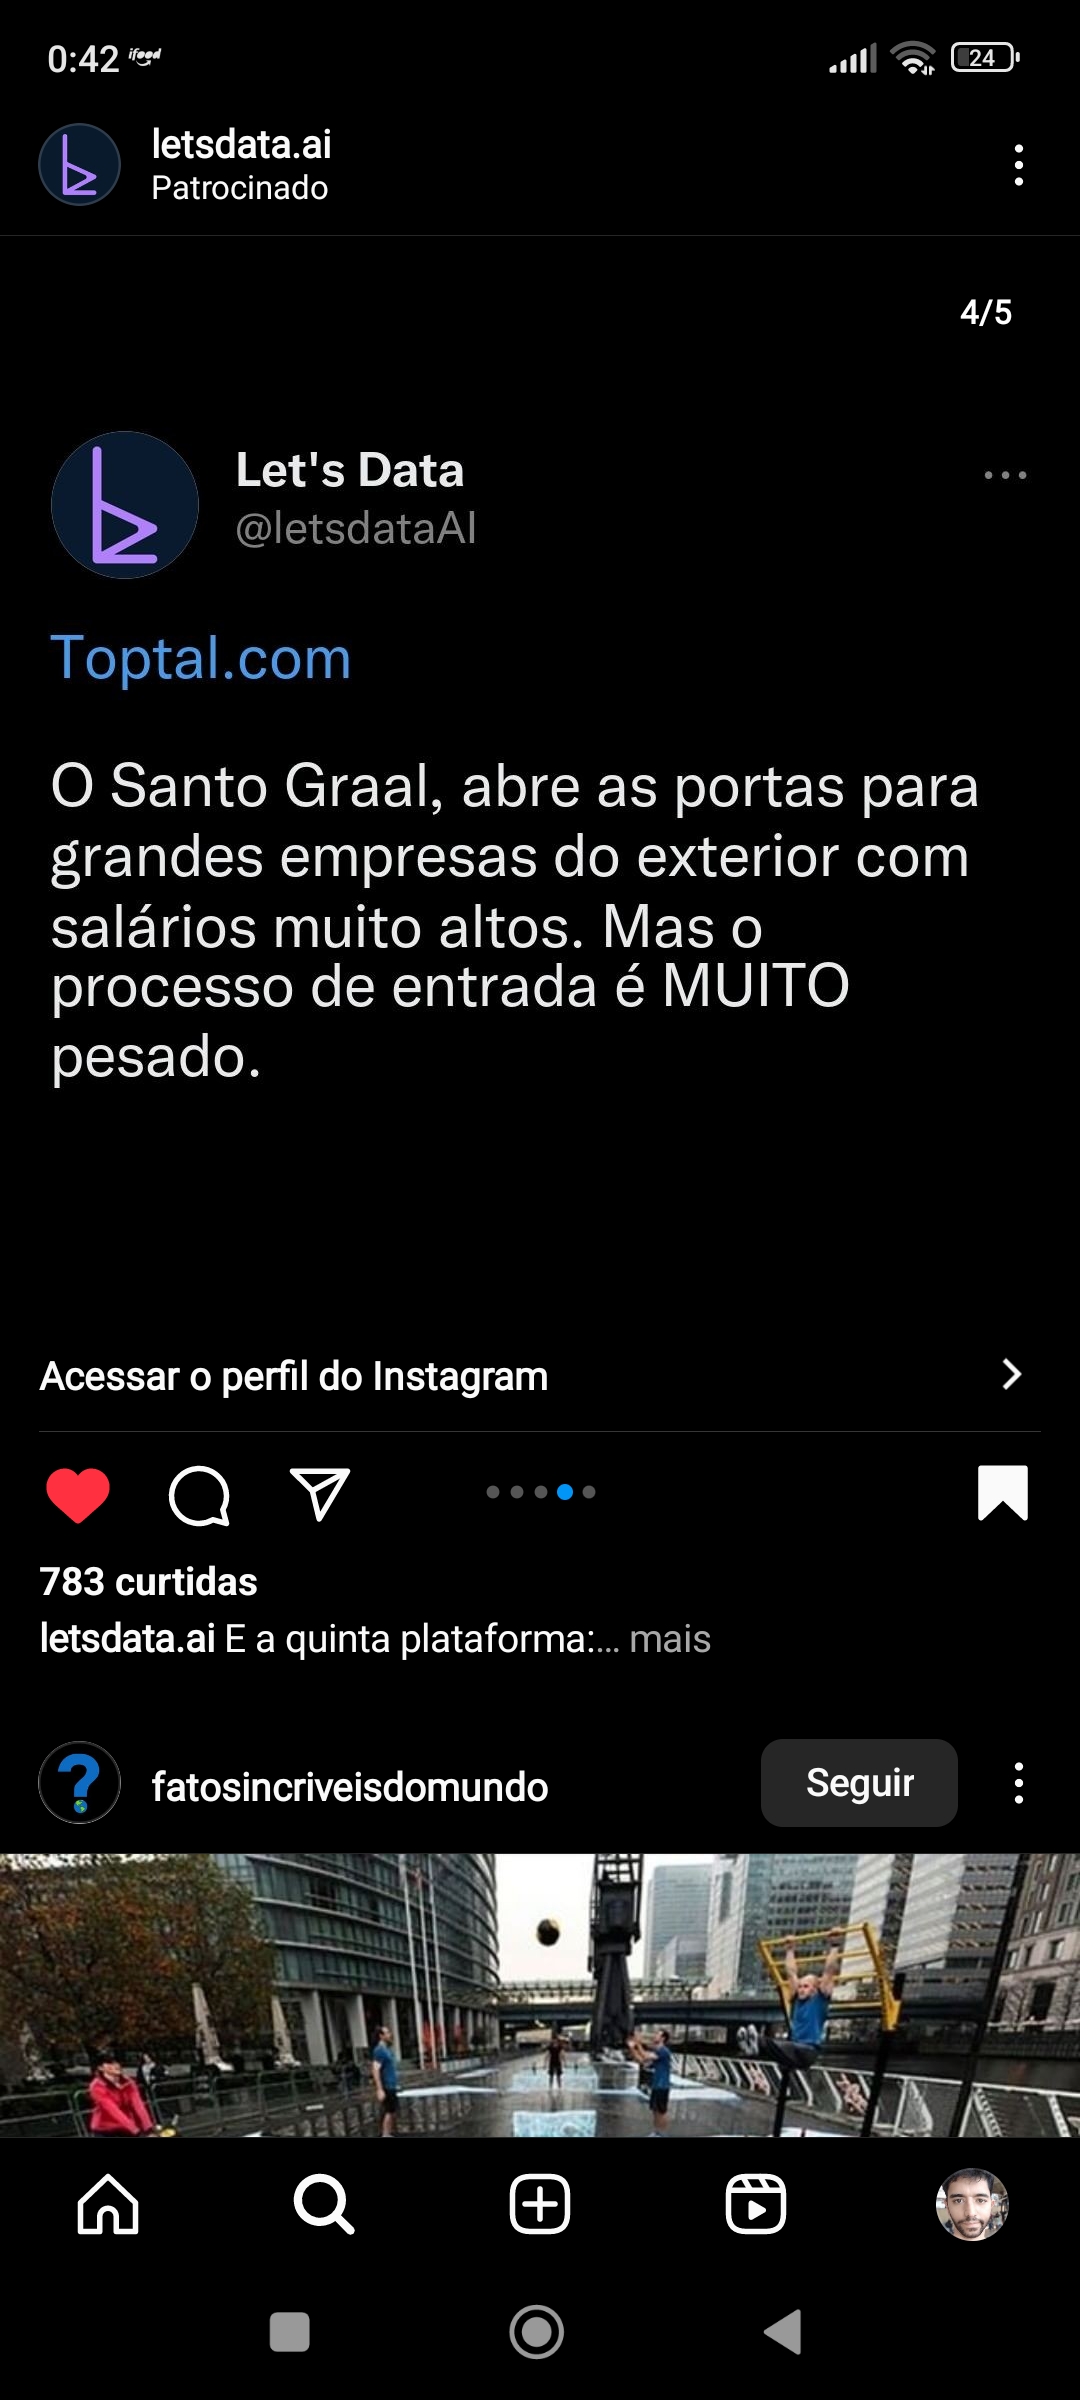 0:42 ifood
24
letsdata.ai
Patrocinado
4/5
Let's Data
@letsdataAI
Toptal.com
O Santo Graal, abre as portas para
grandes empresas do exterior com
salários muito altos. Mas o
processo de entrada é MUITO
pesado.
Acessar o perfil do Instagram
783 curtidas
letsdata.ai E a quinta plataforma:... mais
fatosincriveisdomundo
Seguir